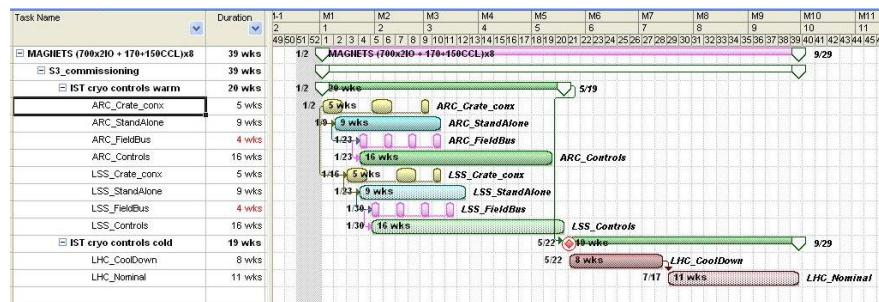 Task Name Duration 1-1 M1 M2 M3 M4 M5 M6 M7 M8 M9 M10 M11
2 1 2 3 4 5 6 7 8 9 10 11
49 50 51 52 1 2 3 4 5 6 7 8 9 10 11 12 13 14 15 16 17 18 19 20 21 22 23 24 25 26 27 28 29 30 31 32 33 34 35 36 37 38 39 40 41 42 43 44 45
MAGNETS (700x2IO + 170+150CCL)x8 39 wks 1/2 MAGNETS (700x2IO + 170+150CCL)x8 9/29
S3_commissioning 39 wks
IST cryo controls warm 20 wks 1/2 20 wks 5/19
ARC_Crate_conx 5 wks 1/2 5 wks ARC_Crate_conx
ARC_StandAlone 9 wks 1/9 9 wks ARC_StandAlone
ARC_FieldBus 4 wks 1/23 ARC_FieldBus
ARC_Controls 16 wks 1/23 16 wks ARC_Controls
LSS_Crate_conx 5 wks 1/16 5 wks LSS_Crate_conx
LSS_StandAlone 9 wks 1/23 9 wks LSS_StandAlone
LSS_FieldBus 4 wks 1/30 LSS_FieldBus
LSS_Controls 16 wks 1/30 16 wks LSS_Controls
IST cryo controls cold 19 wks 5/22 19 wks 9/29
LHC_CoolDown 8 wks 5/22 8 wks LHC_CoolDown
LHC_Nominal 11 wks 7/17 11 wks LHC_Nominal